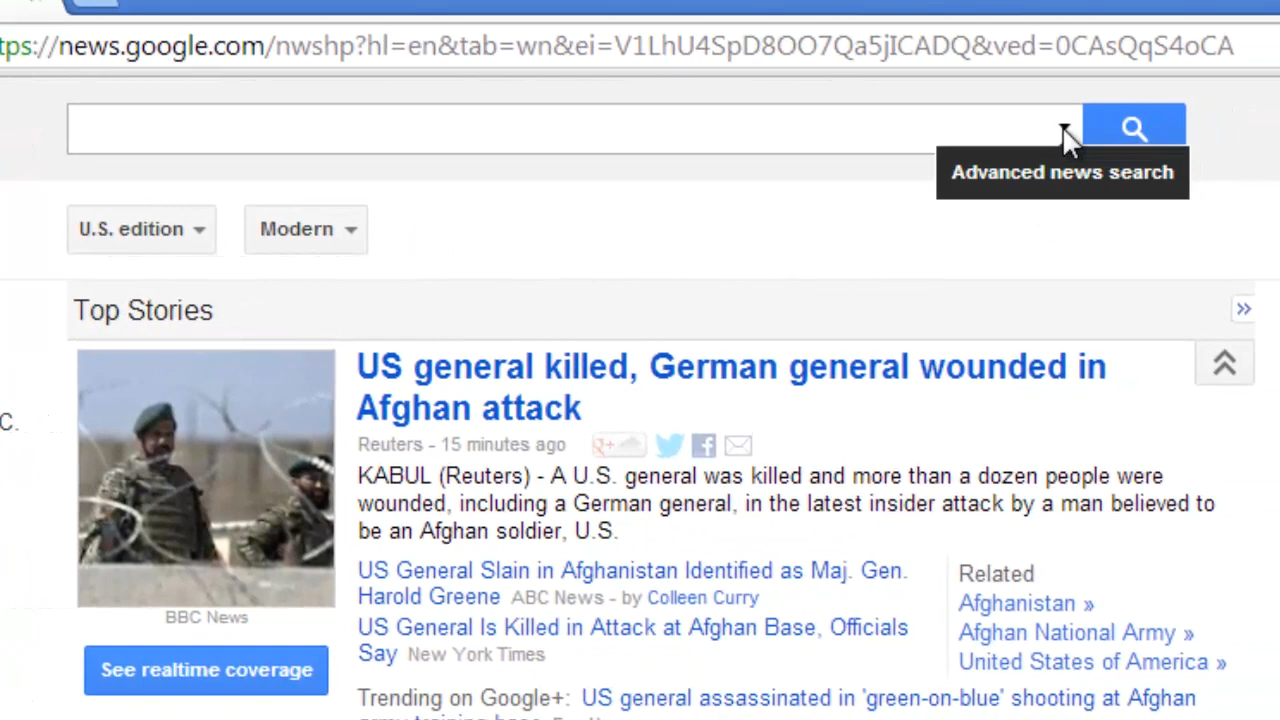 tps://news.google.com/nwshp?hl=en&tab=wn&ei=V1LhU4SpD8OO7Qa5jICADQ&ved=0CAsQqS4oCA
Advanced news search
U.S. edition
Modern
Top Stories
»
US general killed, German general wounded in
Afghan attack
C.
Reuters - 15 minutes ago
g+
KABUL (Reuters) - A U.S. general was killed and more than a dozen people were
wounded, including a German general, in the latest insider attack by a man believed to
be an Afghan soldier, U.S.
US General Slain in Afghanistan Identified as Maj. Gen.
Harold Greene ABC News - by Colleen Curry
US General Is Killed in Attack at Afghan Base, Officials
Say New York Times
Related
Afghanistan »
Afghan National Army »
United States of America »
BBC News
See realtime coverage
Trending on Google+: US general assassinated in 'green-on-blue' shooting at Afghan
army training base